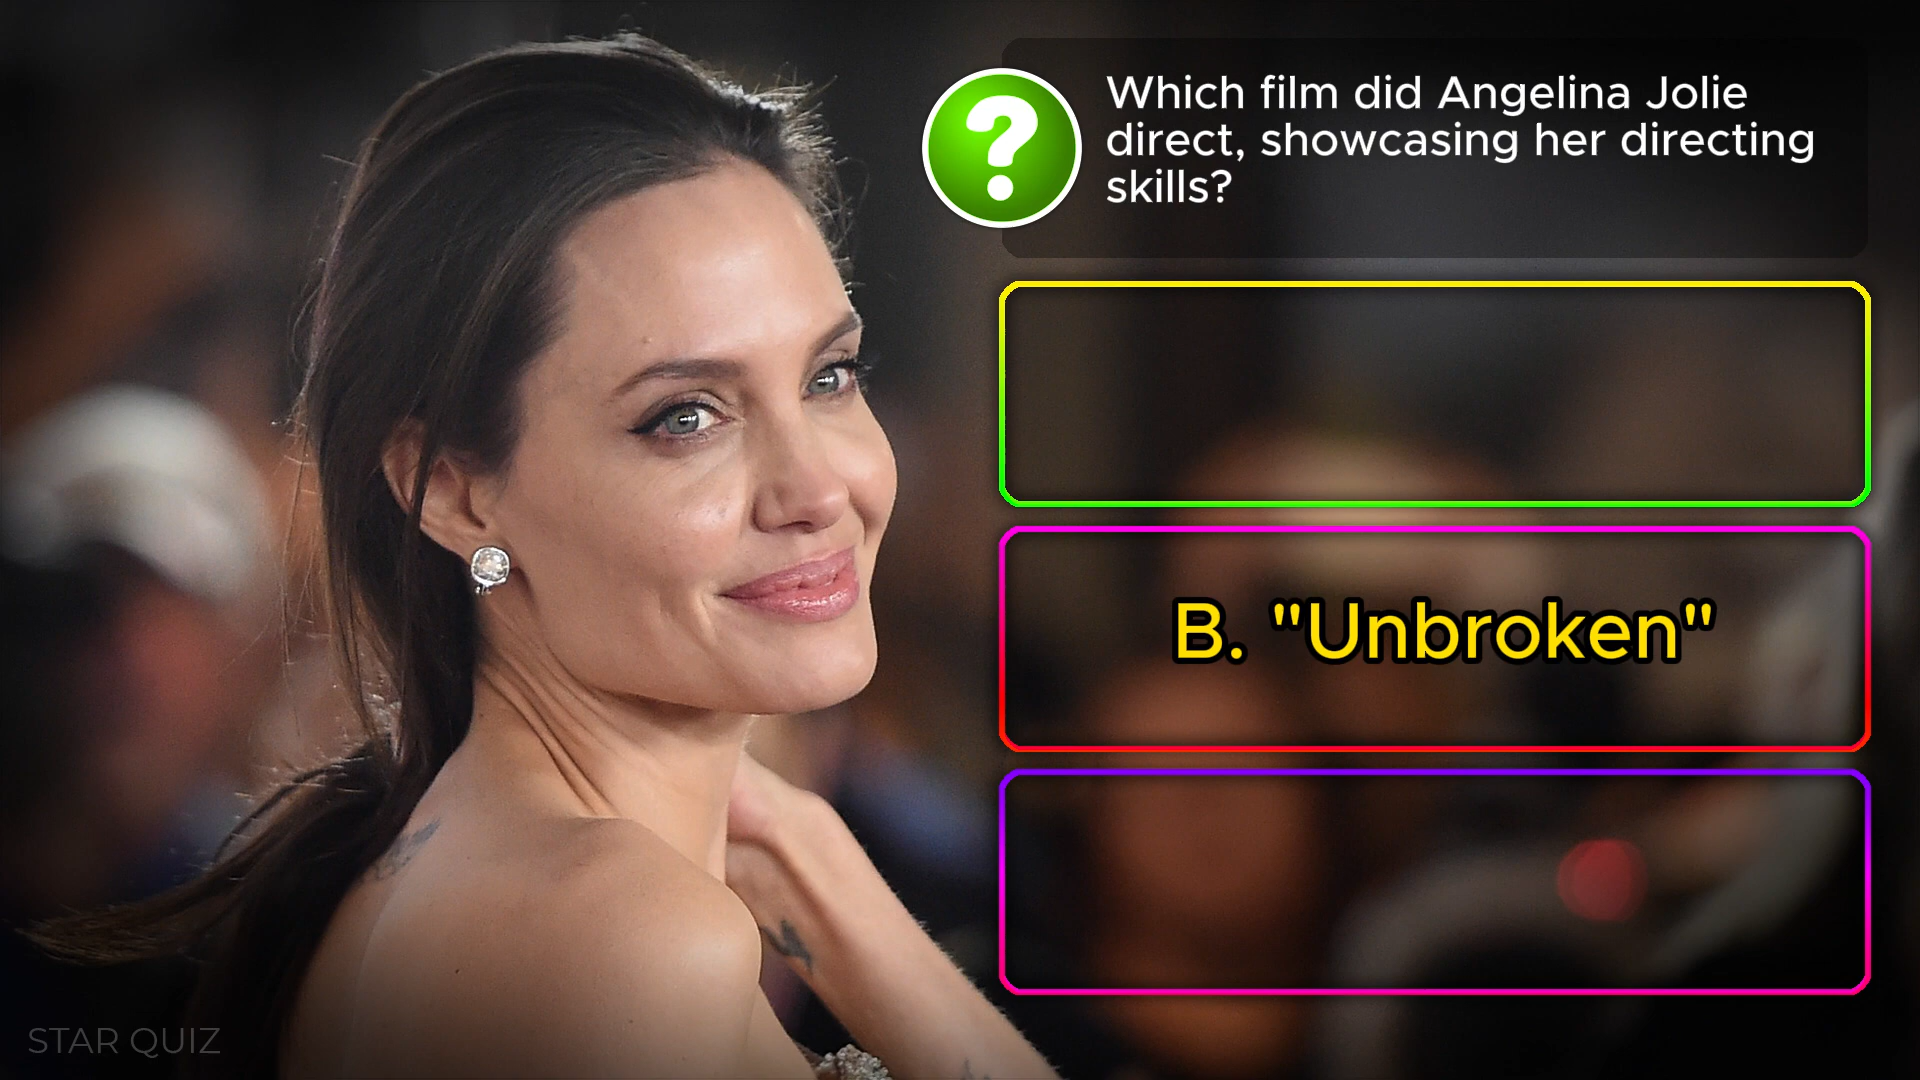 Which film did Angelina Jolie
direct, showcasing her directing
skills?
B. "Unbroken"
STAR QUIZ